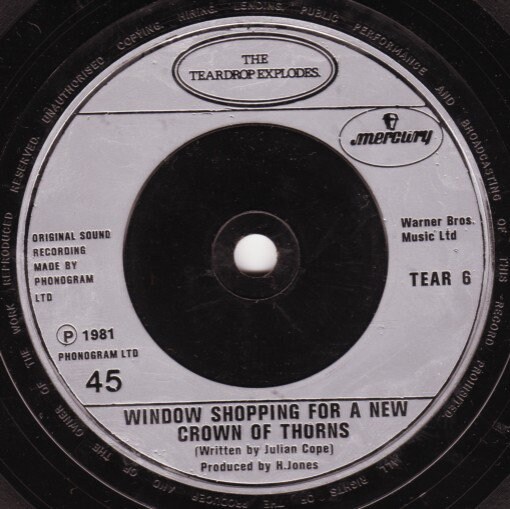 THE
TEARDROP EXPLODES.
mercury
Warner Bros.
Music Ltd
TEAR 6
ORIGINAL SOUND
RECORDING
MADE BY
PHONOGRAM
LTD
Ⓟ 1981
PHONOGRAM LTD
45
WINDOW SHOPPING FOR A NEW
CROWN OF THORNS
(Written by Julian Cope)
Produced by H.Jones
ALL RIGHTS OF THE PRODUCER AND OF THE OWNER OF THE WORK REPRODUCED RESERVED. UNAUTHORISED COPYING, HIRING, LENDING, PUBLIC PERFORMANCE AND BROADCASTING OF THIS RECORD PROHIBITED.